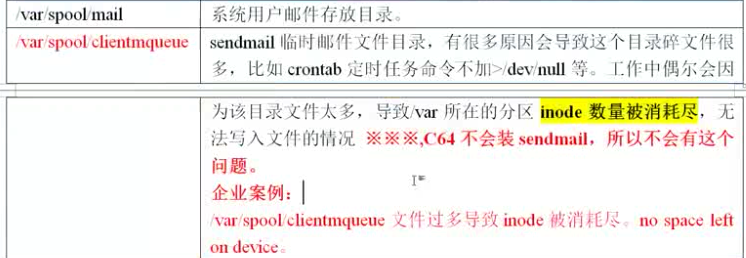 /var/spool/mail 系统用户邮件存放目录。
/var/spool/clientmqueue sendmail 临时邮件文件目录，有很多原因会导致这个目录碎文件很
多，比如 crontab 定时任务命令不加>/dev/null 等。工作中偶尔会因
为该目录文件太多，导致/var 所在的分区 inode 数量被消耗尽，无
法写入文件的情况 ※※※,C64 不会装 sendmail，所以不会有这个
问题。
企业案例：
/var/spool/clientmqueue 文件过多导致 inode 被消耗尽。no space left
on device。